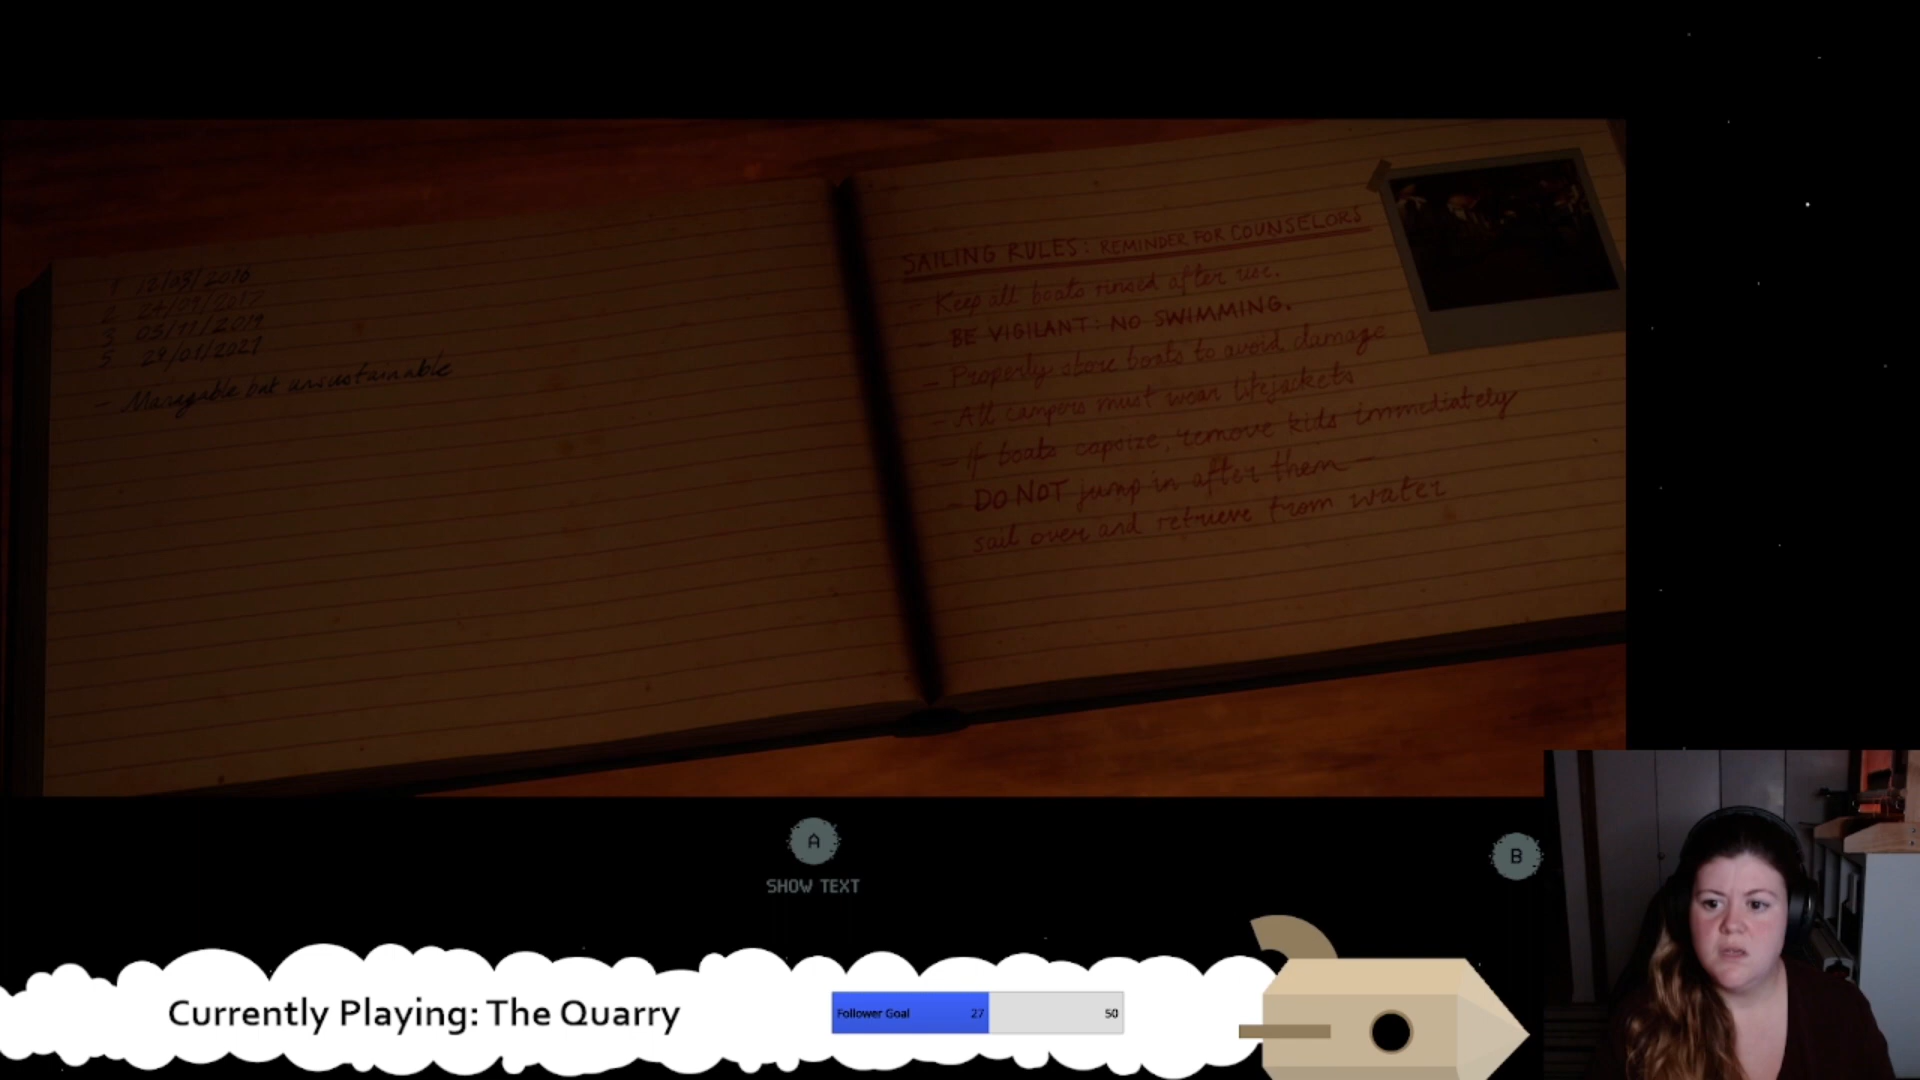 1 12/03/2016
2 24/07/2017
3 05/11/2019
5 29/01/2021
- Managable but unsustainable
SAILING RULES: REMINDER FOR COUNSELORS
- Keep all boats rinsed after use.
- BE VIGILANT: NO SWIMMING.
- Properly store boats to avoid damage
- All campers must wear lifejackets
- if boats capsize, remove kids immediately
- DO NOT jump in after them -
sail over and retrieve from water
A
SHOW TEXT
B
Currently Playing: The Quarry
Follower Goal 27 50